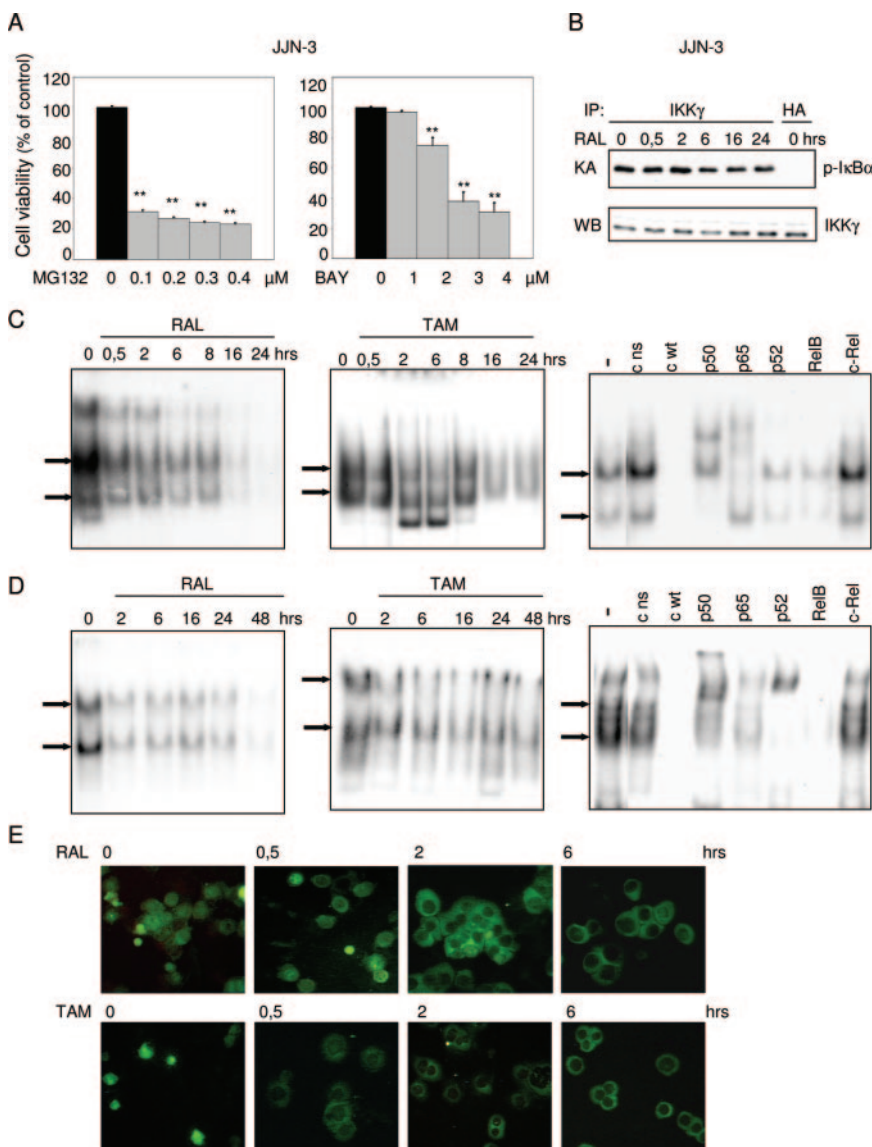 A
JJN-3
Cell viability (% of control)
120
100
80
60
40
20
0
** ** ** **
MG132 0 0.1 0.2 0.3 0.4 µM
120
100
80
60
40
20
0
** ** **
BAY 0 1 2 3 4 µM
B
JJN-3
IP: IKKγ HA
RAL 0 0,5 2 6 16 24 0 hrs
KA p-IκBα
WB IKKγ
C
RAL
0 0,5 2 6 8 16 24 hrs
TAM
0 0,5 2 6 8 16 24 hrs
- c ns c wt p50 p65 p52 RelB c-Rel
D
RAL
0 2 6 16 24 48 hrs
TAM
0 2 6 16 24 48 hrs
- c ns c wt p50 p65 p52 RelB c-Rel
E
RAL 0 0,5 2 6 hrs
TAM 0 0,5 2 6 hrs